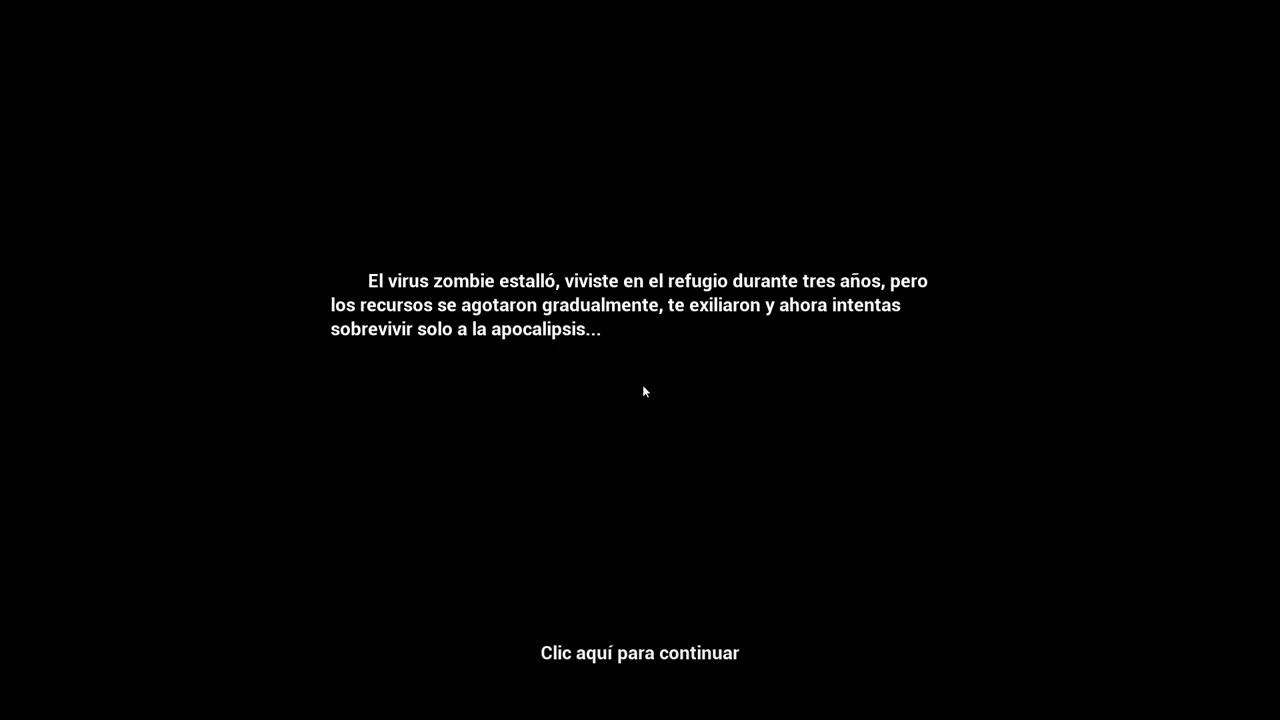 El virus zombie estalló, viviste en el refugio durante tres años, pero
los recursos se agotaron gradualmente, te exiliaron y ahora intentas
sobrevivir solo a la apocalipsis...
Clic aquí para continuar